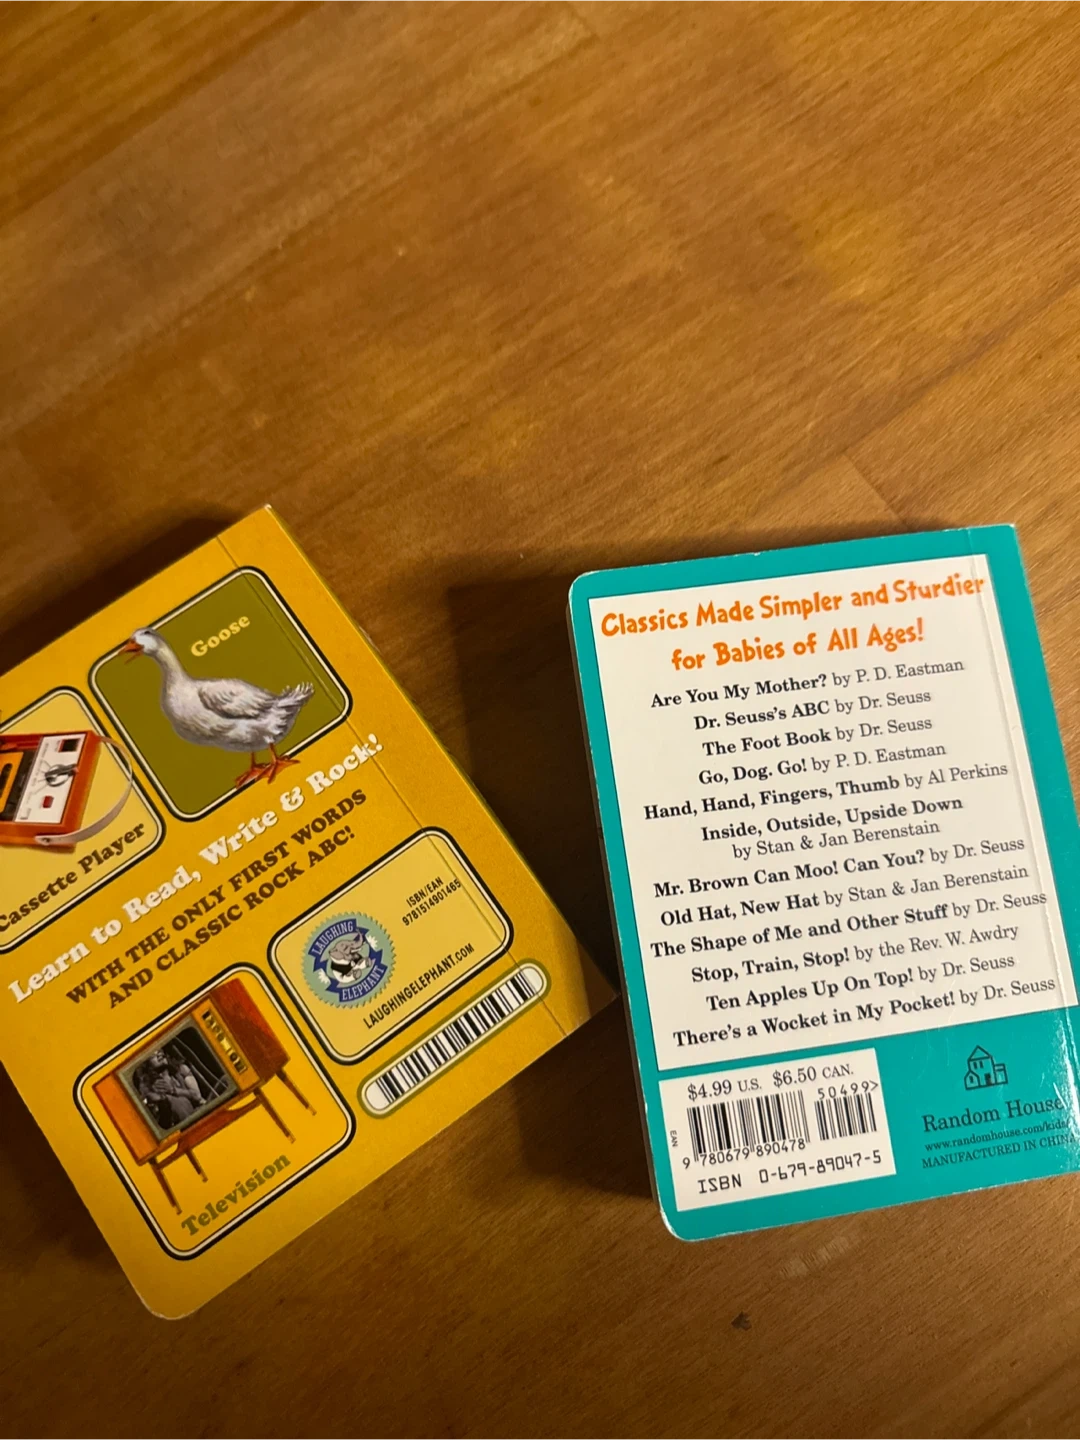 Goose
Cassette Player
Learn to Read, Write & Rock!
WITH THE ONLY FIRST WORDS
AND CLASSIC ROCK ABC!
ISBN/EAN
9781514901465
LAUGHING
ELEPHANT
LAUGHINGELEPHANT.COM
Television
Classics Made Simpler and Sturdier
for Babies of All Ages!
Are You My Mother? by P. D. Eastman
Dr. Seuss's ABC by Dr. Seuss
The Foot Book by Dr. Seuss
Go, Dog. Go! by P. D. Eastman
Hand, Hand, Fingers, Thumb by Al Perkins
Inside, Outside, Upside Down
by Stan & Jan Berenstain
Mr. Brown Can Moo! Can You? by Dr. Seuss
Old Hat, New Hat by Stan & Jan Berenstain
The Shape of Me and Other Stuff by Dr. Seuss
Stop, Train, Stop! by the Rev. W. Awdry
Ten Apples Up On Top! by Dr. Seuss
There's a Wocket in My Pocket! by Dr. Seuss
$4.99 U.S. $6.50 CAN.
50499>
EAN
9 780679 890478
ISBN 0-679-89047-5
Random House
www.randomhouse.com/kids
MANUFACTURED IN CHINA